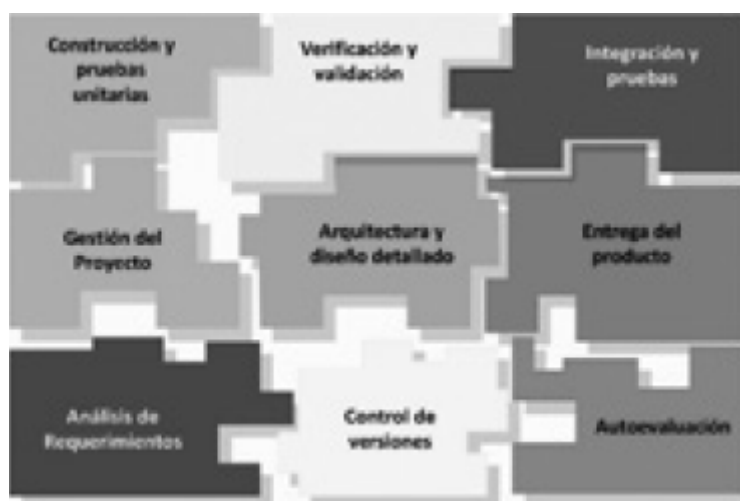 Construcción y
pruebas
unitarias
Verificación y
validación
Integración y
pruebas
Gestión del
Proyecto
Arquitectura y
diseño detallado
Entrega del
producto
Análisis de
Requerimientos
Control de
versiones
Autoevaluación